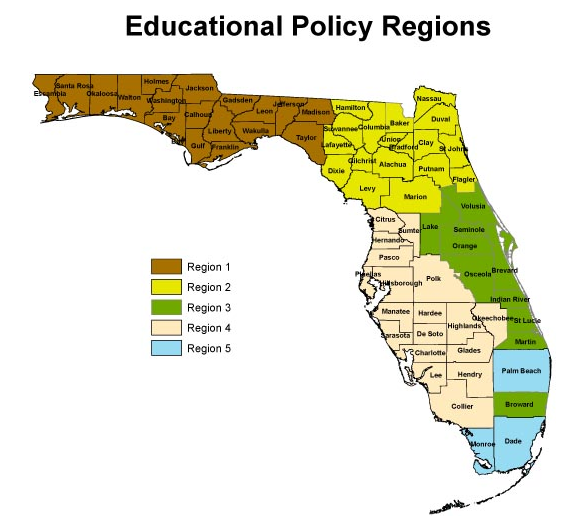 Educational Policy Regions
Escambia
Santa Rosa
Okaloosa
Walton
Holmes
Washington
Jackson
Bay
Calhoun
Gulf
Liberty
Franklin
Gadsden
Leon
Wakulla
Jefferson
Madison
Taylor
Hamilton
Suwannee
Columbia
Lafayette
Dixie
Gilchrist
Levy
Baker
Union
Bradford
Alachua
Marion
Nassau
Duval
Clay
St Johns
Putnam
Flagler
Volusia
Lake
Seminole
Orange
Osceola
Brevard
Indian River
Okeechobee
St Lucie
Martin
Citrus
Sumter
Hernando
Pasco
Pinellas
Hillsborough
Polk
Manatee
Hardee
Highlands
Sarasota
De Soto
Charlotte
Glades
Lee
Hendry
Collier
Palm Beach
Broward
Monroe
Dade
Region 1
Region 2
Region 3
Region 4
Region 5